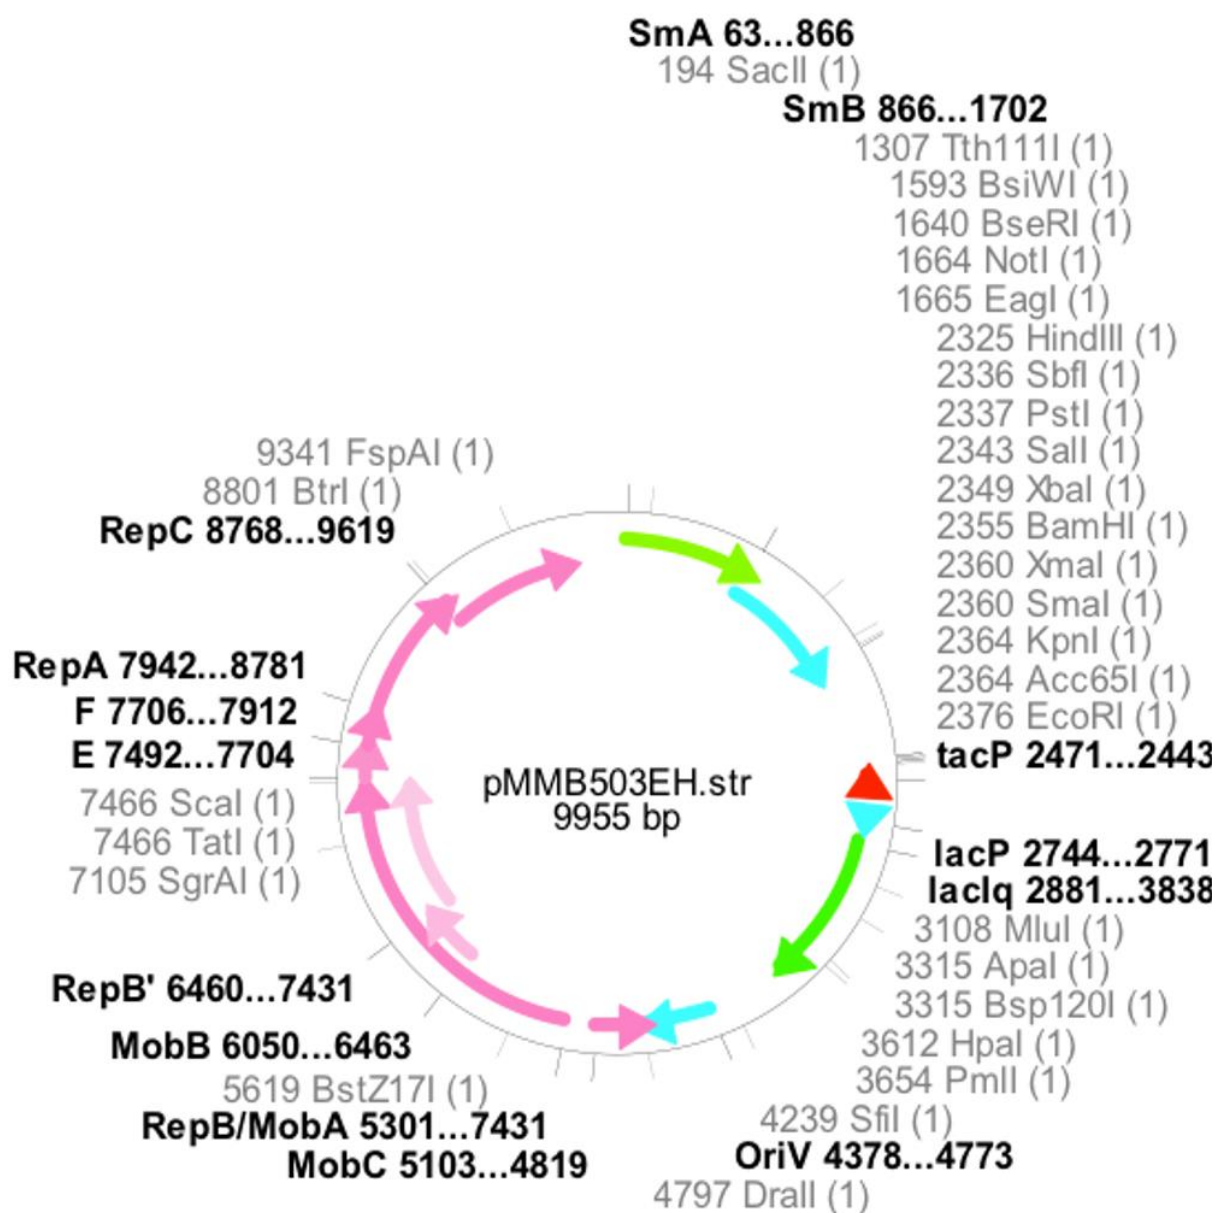 SmA 63...866
194 SacII (1)
SmB 866...1702
1307 Tth111I (1)
1593 BsiWI (1)
1640 BseRI (1)
1664 NotI (1)
1665 EagI (1)
2325 HindIII (1)
2336 SbfI (1)
2337 PstI (1)
2343 SalI (1)
2349 XbaI (1)
2355 BamHI (1)
2360 XmaI (1)
2360 SmaI (1)
2364 KpnI (1)
2364 Acc65I (1)
2376 EcoRI (1)
tacP 2471...2443
lacP 2744...2771
lacIq 2881...3838
3108 MluI (1)
3315 ApaI (1)
3315 Bsp120I (1)
3612 HpaI (1)
3654 PmlI (1)
4239 SfiI (1)
OriV 4378...4773
4797 DraII (1)
MobC 5103...4819
RepB/MobA 5301...7431
5619 BstZ17I (1)
MobB 6050...6463
RepB' 6460...7431
7105 SgrAI (1)
7466 TatI (1)
7466 ScaI (1)
E 7492...7704
F 7706...7912
RepA 7942...8781
RepC 8768...9619
8801 BtrI (1)
9341 FspAI (1)
pMMB503EH.str
9955 bp